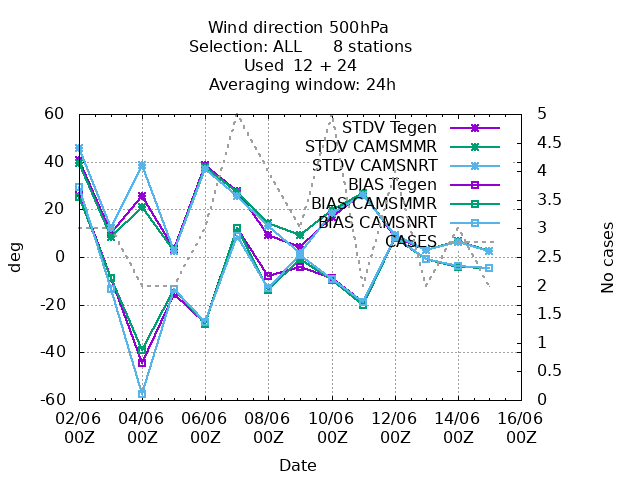 Wind direction 500hPa
Selection: ALL 8 stations
Used 12 + 24
Averaging window: 24h
60
40
20
0
-20
-40
-60
deg
STDV Tegen
STDV CAMSMMR
STDV CAMSNRT
BIAS Tegen
BIAS CAMSMMR
BIAS CAMSNRT
CASES
5
4.5
4
3.5
3
2.5
2
1.5
1
0.5
0
No cases
02/06 04/06 06/06 08/06 10/06 12/06 14/06 16/06
00Z 00Z 00Z 00Z 00Z 00Z 00Z 00Z
Date